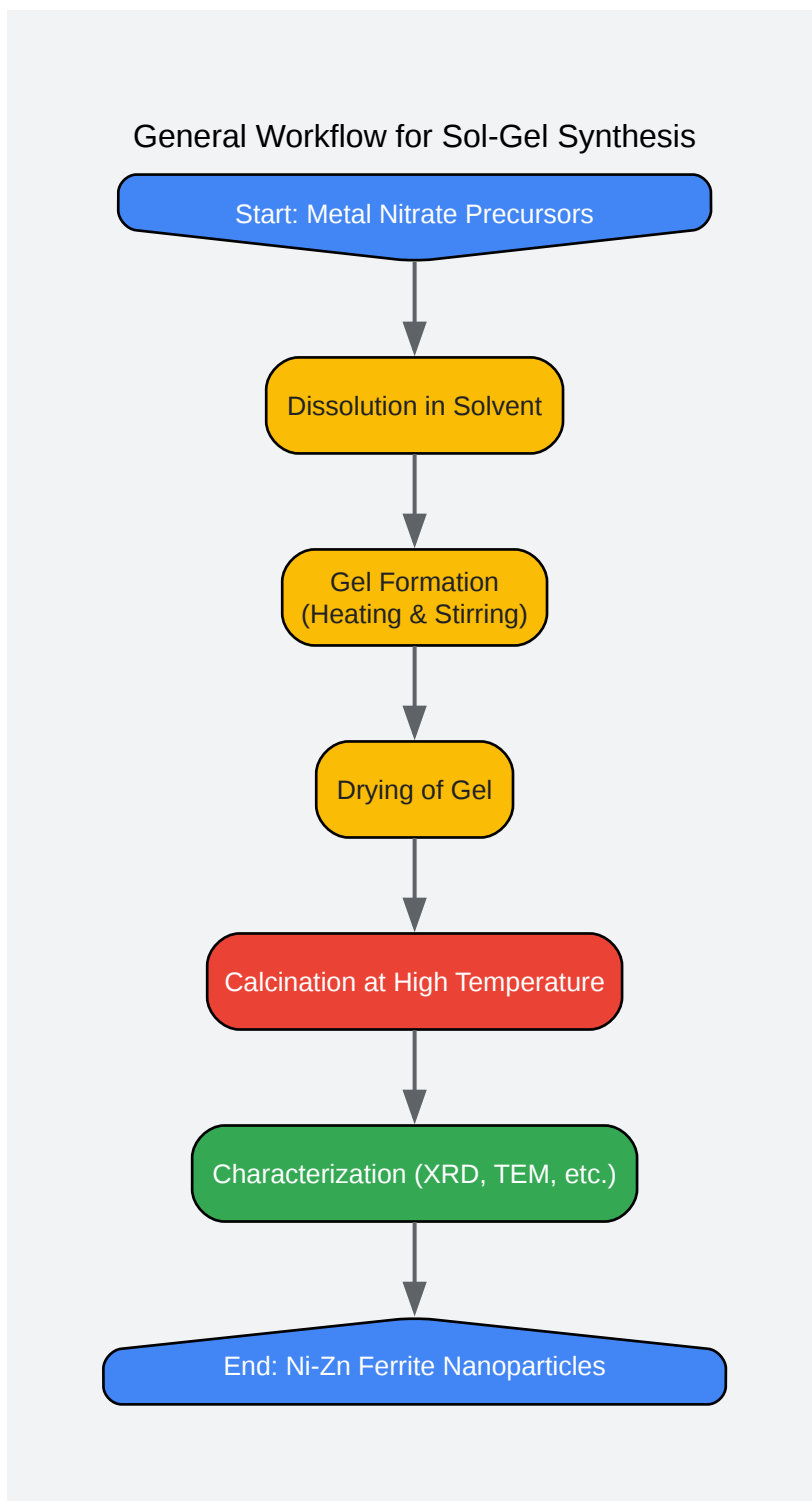 General Workflow for Sol-Gel Synthesis
Start: Metal Nitrate Precursors
Dissolution in Solvent
Gel Formation
(Heating & Stirring)
Drying of Gel
Calcination at High Temperature
Characterization (XRD, TEM, etc.)
End: Ni-Zn Ferrite Nanoparticles